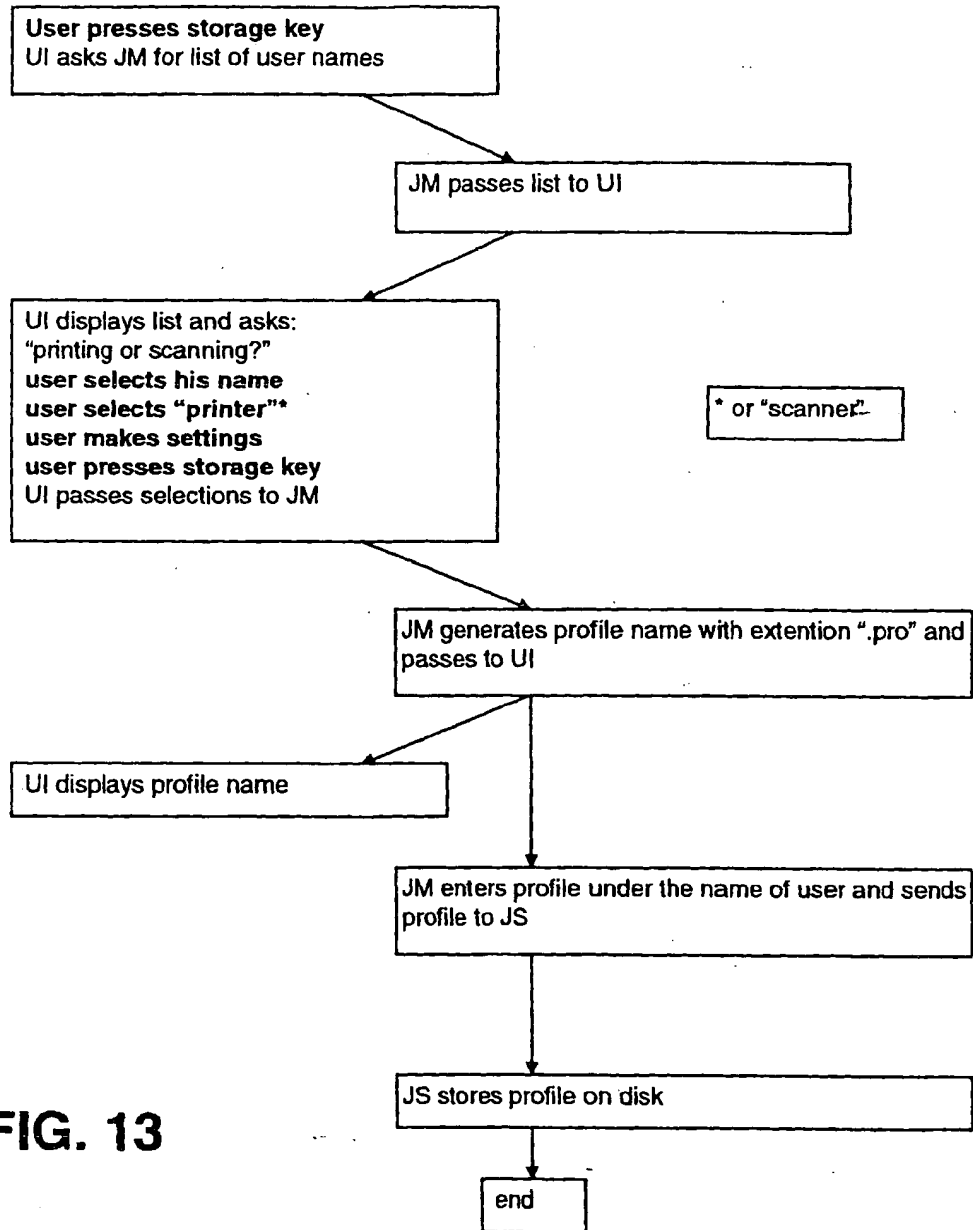 User presses storage key
UI asks JM for list of user names
JM passes list to UI
UI displays list and asks:
"printing or scanning?"
user selects his name
user selects "printer"*
user makes settings
user presses storage key
UI passes selections to JM
* or "scanner"
JM generates profile name with extention ".pro" and
passes to UI
UI displays profile name
JM enters profile under the name of user and sends
profile to JS
JS stores profile on disk
end
FIG. 13